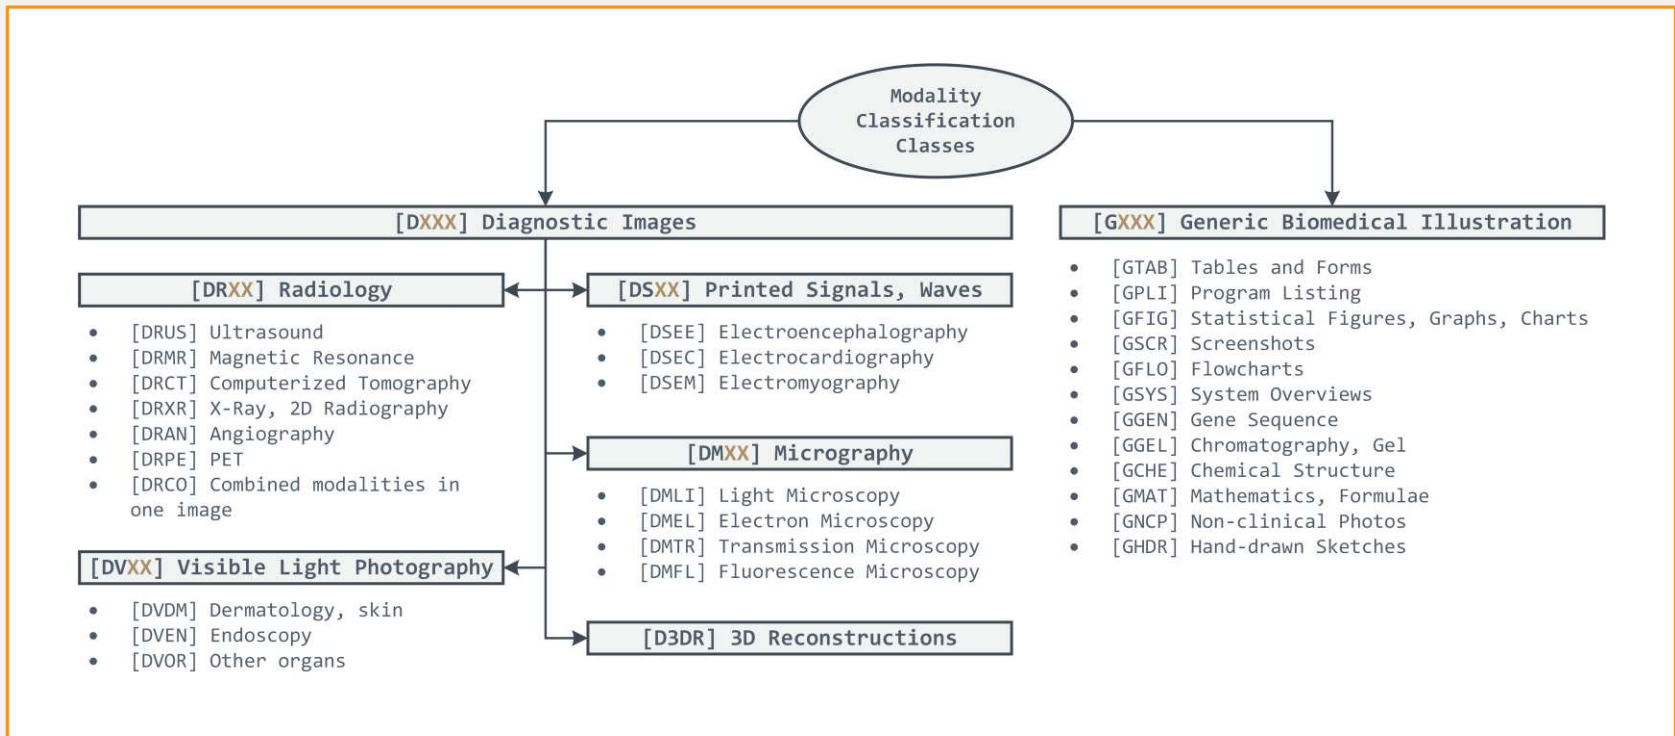 Modality
Classification
Classes
[DXXX] Diagnostic Images
[DRXX] Radiology
• [DRUS] Ultrasound
• [DRMR] Magnetic Resonance
• [DRCT] Computerized Tomography
• [DRXR] X-Ray, 2D Radiography
• [DRAN] Angiography
• [DRPE] PET
• [DRCO] Combined modalities in
one image
[DVXX] Visible Light Photography
• [DVDM] Dermatology, skin
• [DVEN] Endoscopy
• [DVOR] Other organs
[DSXX] Printed Signals, Waves
• [DSEE] Electroencephalography
• [DSEC] Electrocardiography
• [DSEM] Electromyography
[DMXX] Micrography
• [DMLI] Light Microscopy
• [DMEL] Electron Microscopy
• [DMTR] Transmission Microscopy
• [DMFL] Fluorescence Microscopy
[D3DR] 3D Reconstructions
[GXXX] Generic Biomedical Illustration
• [GTAB] Tables and Forms
• [GPLI] Program Listing
• [GFIG] Statistical Figures, Graphs, Charts
• [GSCR] Screenshots
• [GFLO] Flowcharts
• [GSYS] System Overviews
• [GGEN] Gene Sequence
• [GGEL] Chromatography, Gel
• [GCHE] Chemical Structure
• [GMAT] Mathematics, Formulae
• [GNCP] Non-clinical Photos
• [GHDR] Hand-drawn Sketches